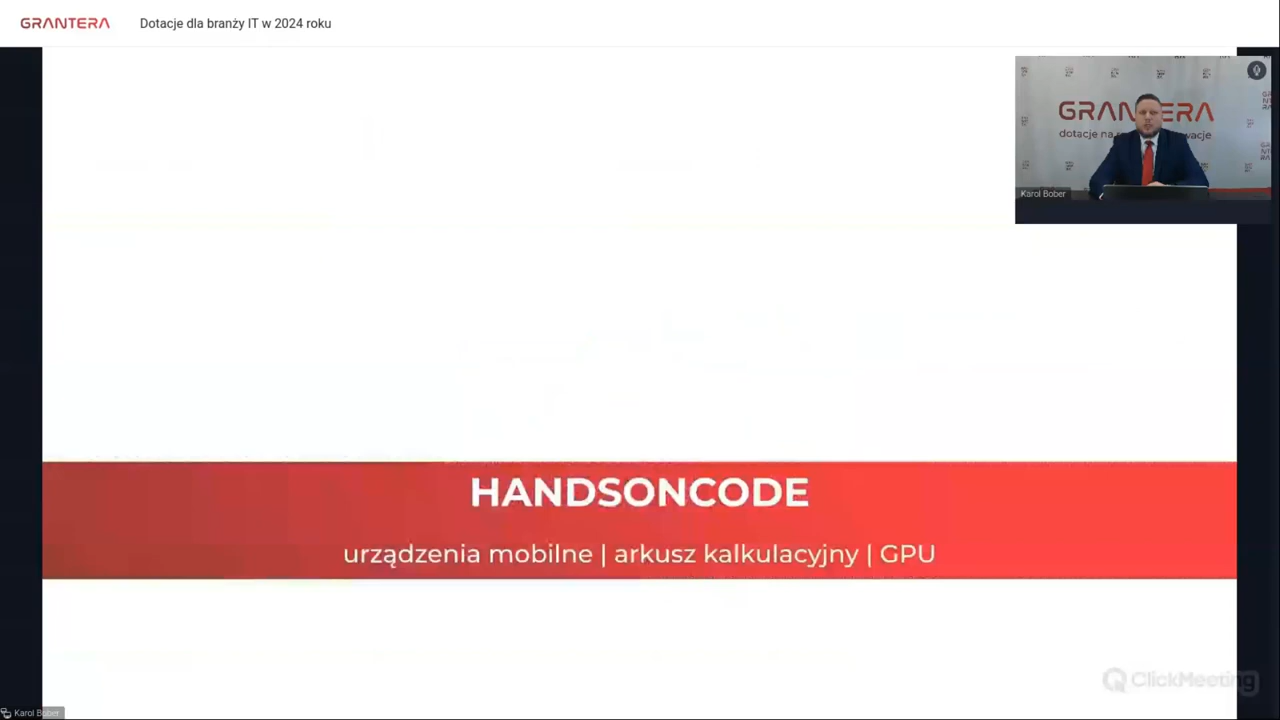 GRANTERA
Dotacje dla branży IT w 2024 roku
GRANTERA
dotacje na
Karol Bober
HANDSONCODE
urządzenia mobilne | arkusz kalkulacyjny | GPU
ClickMeeting
Karol Bober